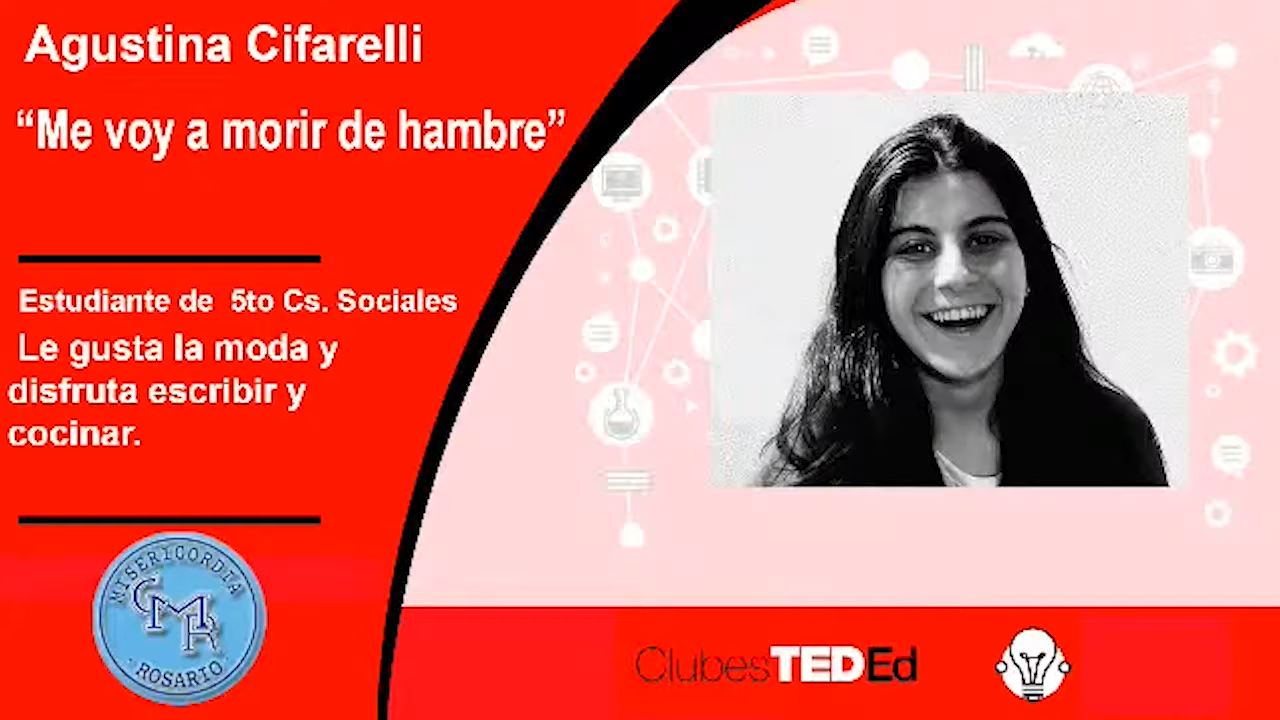 Agustina Cifarelli
“Me voy a morir de hambre”
Estudiante de 5to Cs. Sociales
Le gusta la moda y
disfruta escribir y
cocinar.
MISERICORDIA
CMR
ROSARIO
ClubesTEDEd